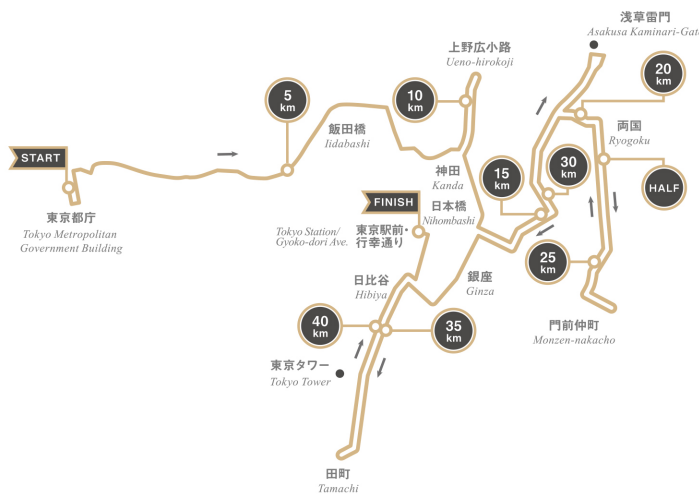 浅草雷門
Asakusa Kaminari-Gat
上野広小路
Ueno-hirokoji
20
km
5
km
10
km
両国
Ryogoku
飯田橋
Iidabashi
START
神田
Kanda
15
km
30
km
HALF
FINISH
日本橋
Nihombashi
東京都庁
Tokyo Metropolitan
Government Building
Tokyo Station/
Gyoko-dori Ave.
東京駅前・
行幸通り
25
km
日比谷
Hibiya
銀座
Ginza
門前仲町
Monzen-nakacho
40
km
35
km
東京タワー
Tokyo Tower
田町
Tamachi